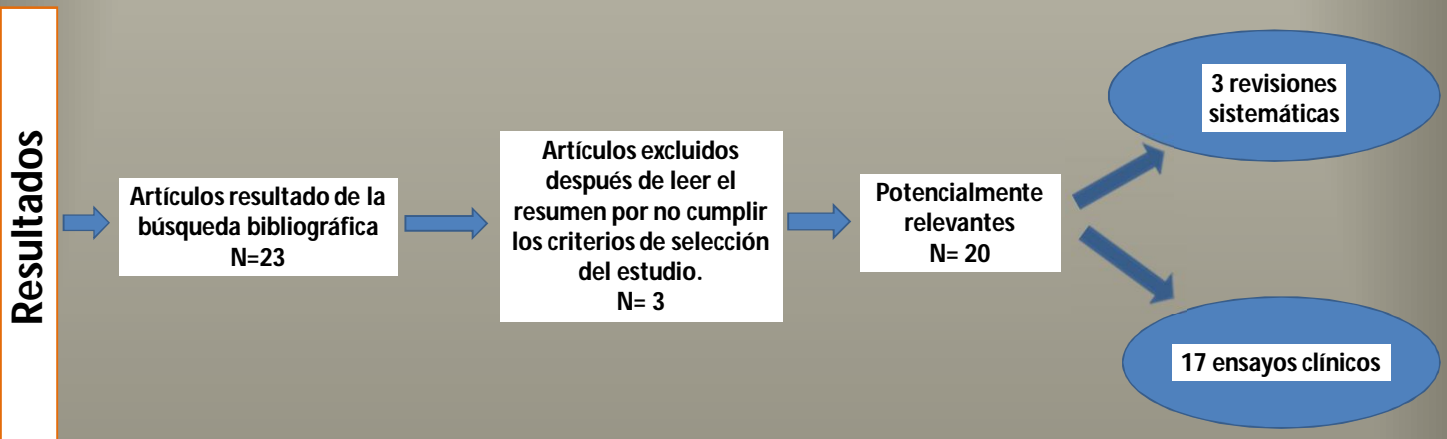 Resultados
Artículos resultado de la
búsqueda bibliográfica
N=23
Artículos excluidos
después de leer el
resumen por no cumplir
los criterios de selección
del estudio.
N= 3
Potencialmente
relevantes
N= 20
3 revisiones
sistemáticas
17 ensayos clínicos